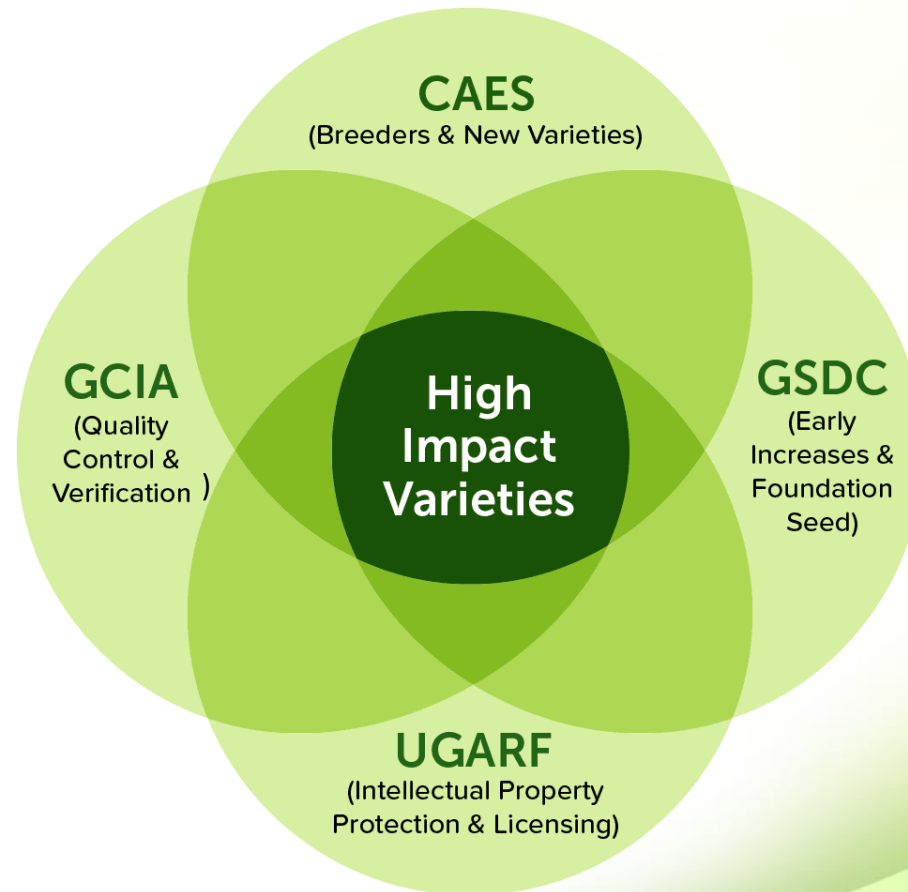 CAES
(Breeders & New Varieties)
GCIA
(Quality
Control &
Verification )
High
Impact
Varieties
GSDC
(Early
Increases &
Foundation
Seed)
UGARF
(Intellectual Property
Protection & Licensing)